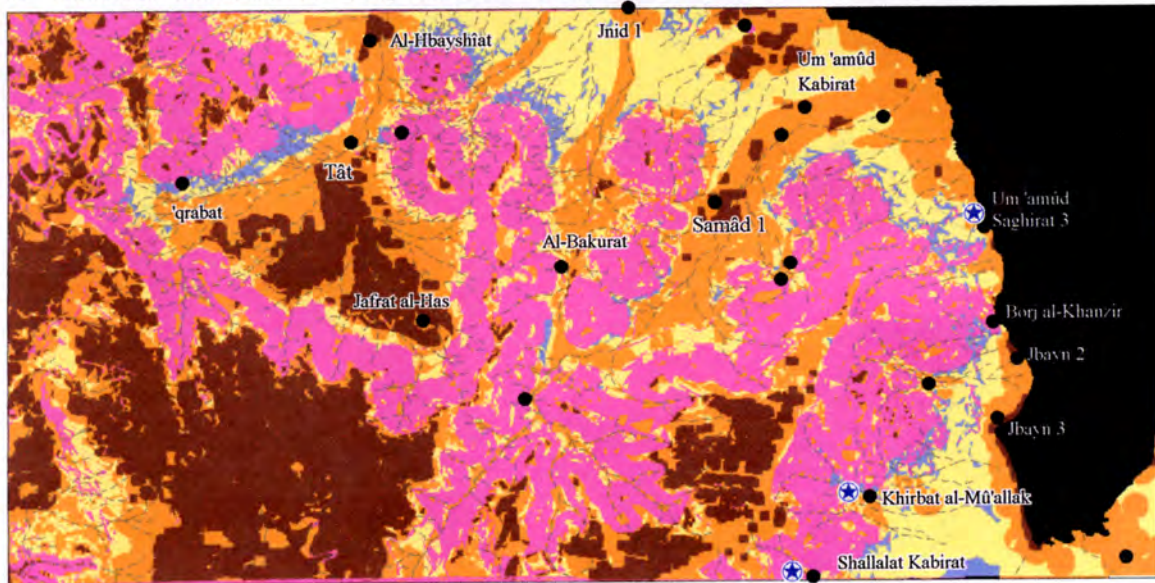 Al-Hbayshîat
Jnid 1
Um 'amûd
Kabirat
Tât
'qrabat
Samâd 1
Um 'amûd
Saghirat 3
Al-Bakurat
Jafrat al-Has
Borj al-Khanzir
Jbayn 2
Jbayn 3
Khirbat al-Mû'allak
Shallalat Kabirat